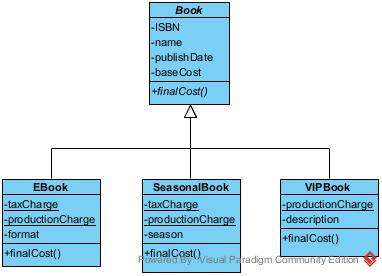 Book
-ISBN
-name
-publishDate
-baseCost
+finalCost()
EBook
-taxCharge
-productionCharge
-format
+finalCost()
SeasonalBook
-taxCharge
-productionCharge
-season
+finalCost()
VIPBook
-productionCharge
-description
+finalCost()
Powered By Visual Paradigm Community Edition